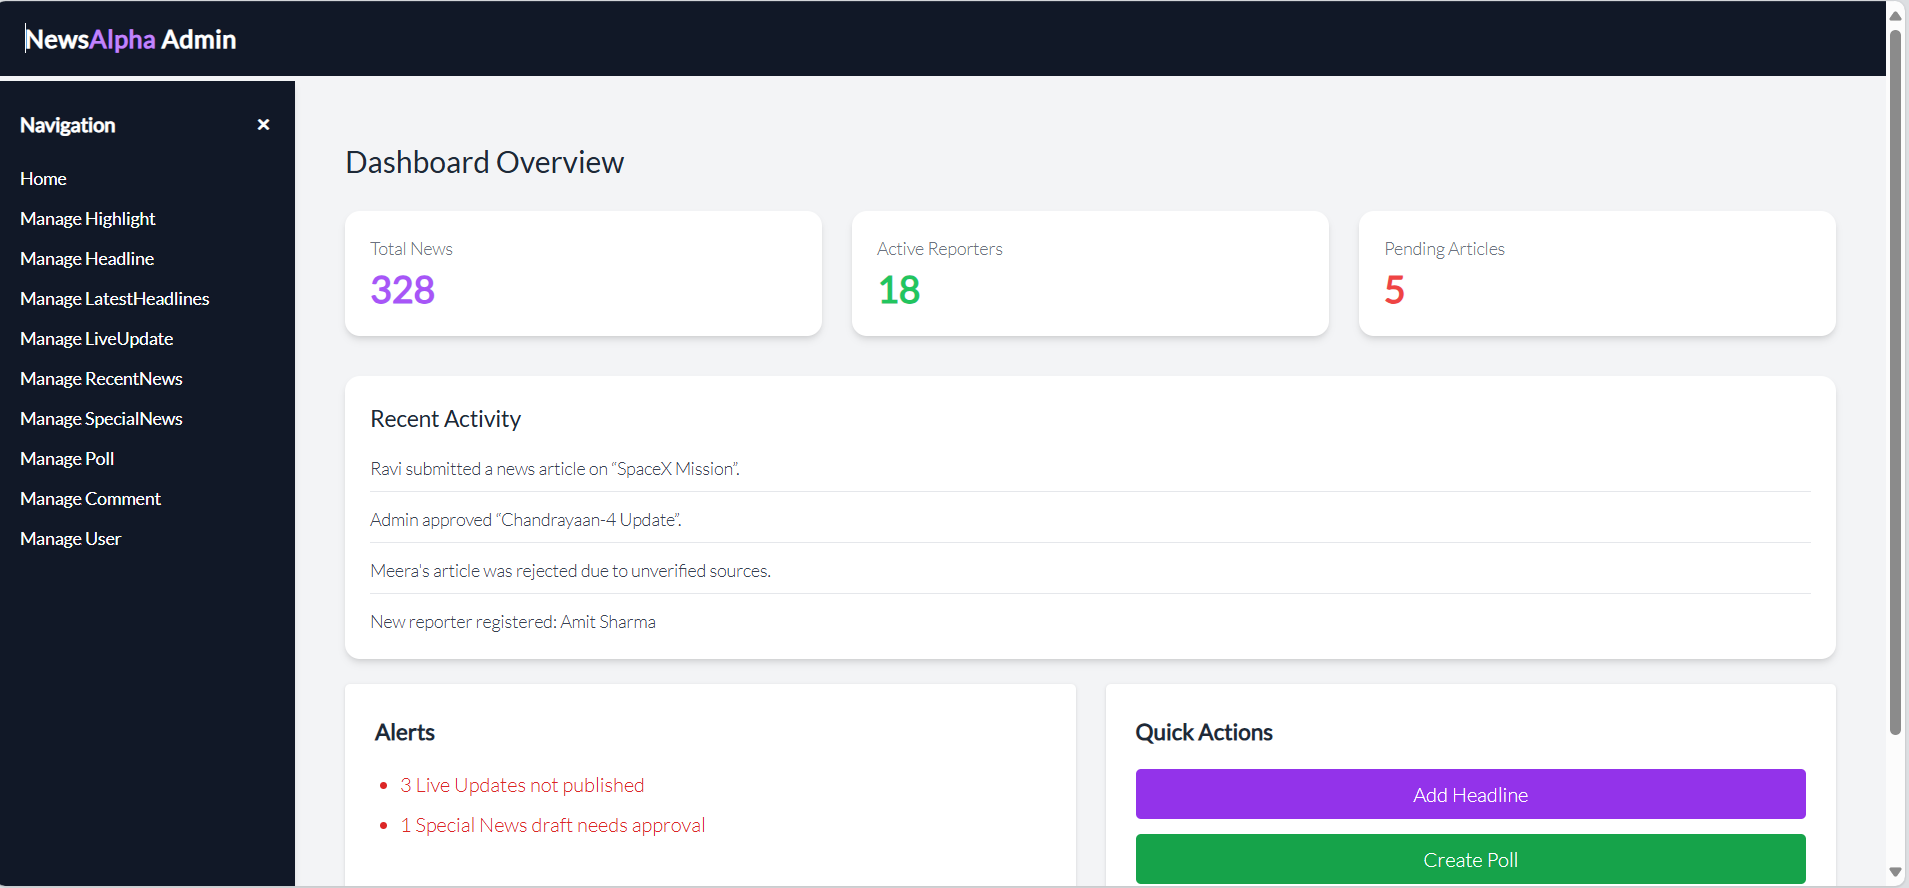 NewsAlpha Admin
Navigation
×
Home
Manage Highlight
Manage Headline
Manage LatestHeadlines
Manage LiveUpdate
Manage RecentNews
Manage SpecialNews
Manage Poll
Manage Comment
Manage User
Dashboard Overview
Total News
328
Active Reporters
18
Pending Articles
5
Recent Activity
Ravi submitted a news article on “SpaceX Mission”.
Admin approved “Chandrayaan-4 Update”.
Meera's article was rejected due to unverified sources.
New reporter registered: Amit Sharma
Alerts
• 3 Live Updates not published
• 1 Special News draft needs approval
Quick Actions
Add Headline
Create Poll